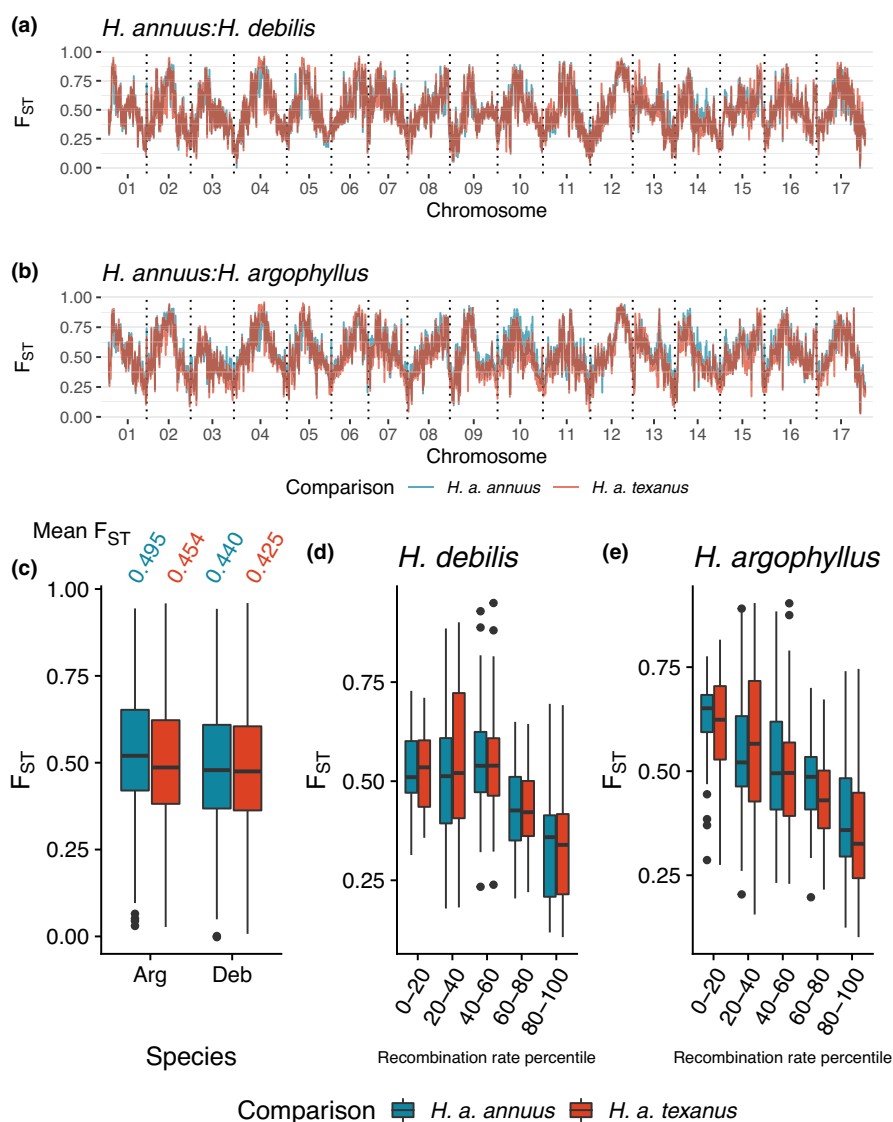 (a) H. annuus:H. debilis
1.00
0.75
0.50
0.25
0.00
FST
01 02 03 04 05 06 07 08 09 10 11 12 13 14 15 16 17
Chromosome
(b) H. annuus:H. argophyllus
1.00
0.75
0.50
0.25
0.00
FST
01 02 03 04 05 06 07 08 09 10 11 12 13 14 15 16 17
Chromosome
Comparison H. a. annuus H. a. texanus
Mean FST
0.495 0.454 0.440 0.425
(c)
1.00
0.75
0.50
0.25
0.00
FST
Arg Deb
Species
(d) H. debilis
0.75
0.50
0.25
FST
0–20 20–40 40–60 60–80 80–100
Recombination rate percentile
(e) H. argophyllus
0.75
0.50
0.25
FST
0–20 20–40 40–60 60–80 80–100
Recombination rate percentile
Comparison H. a. annuus H. a. texanus